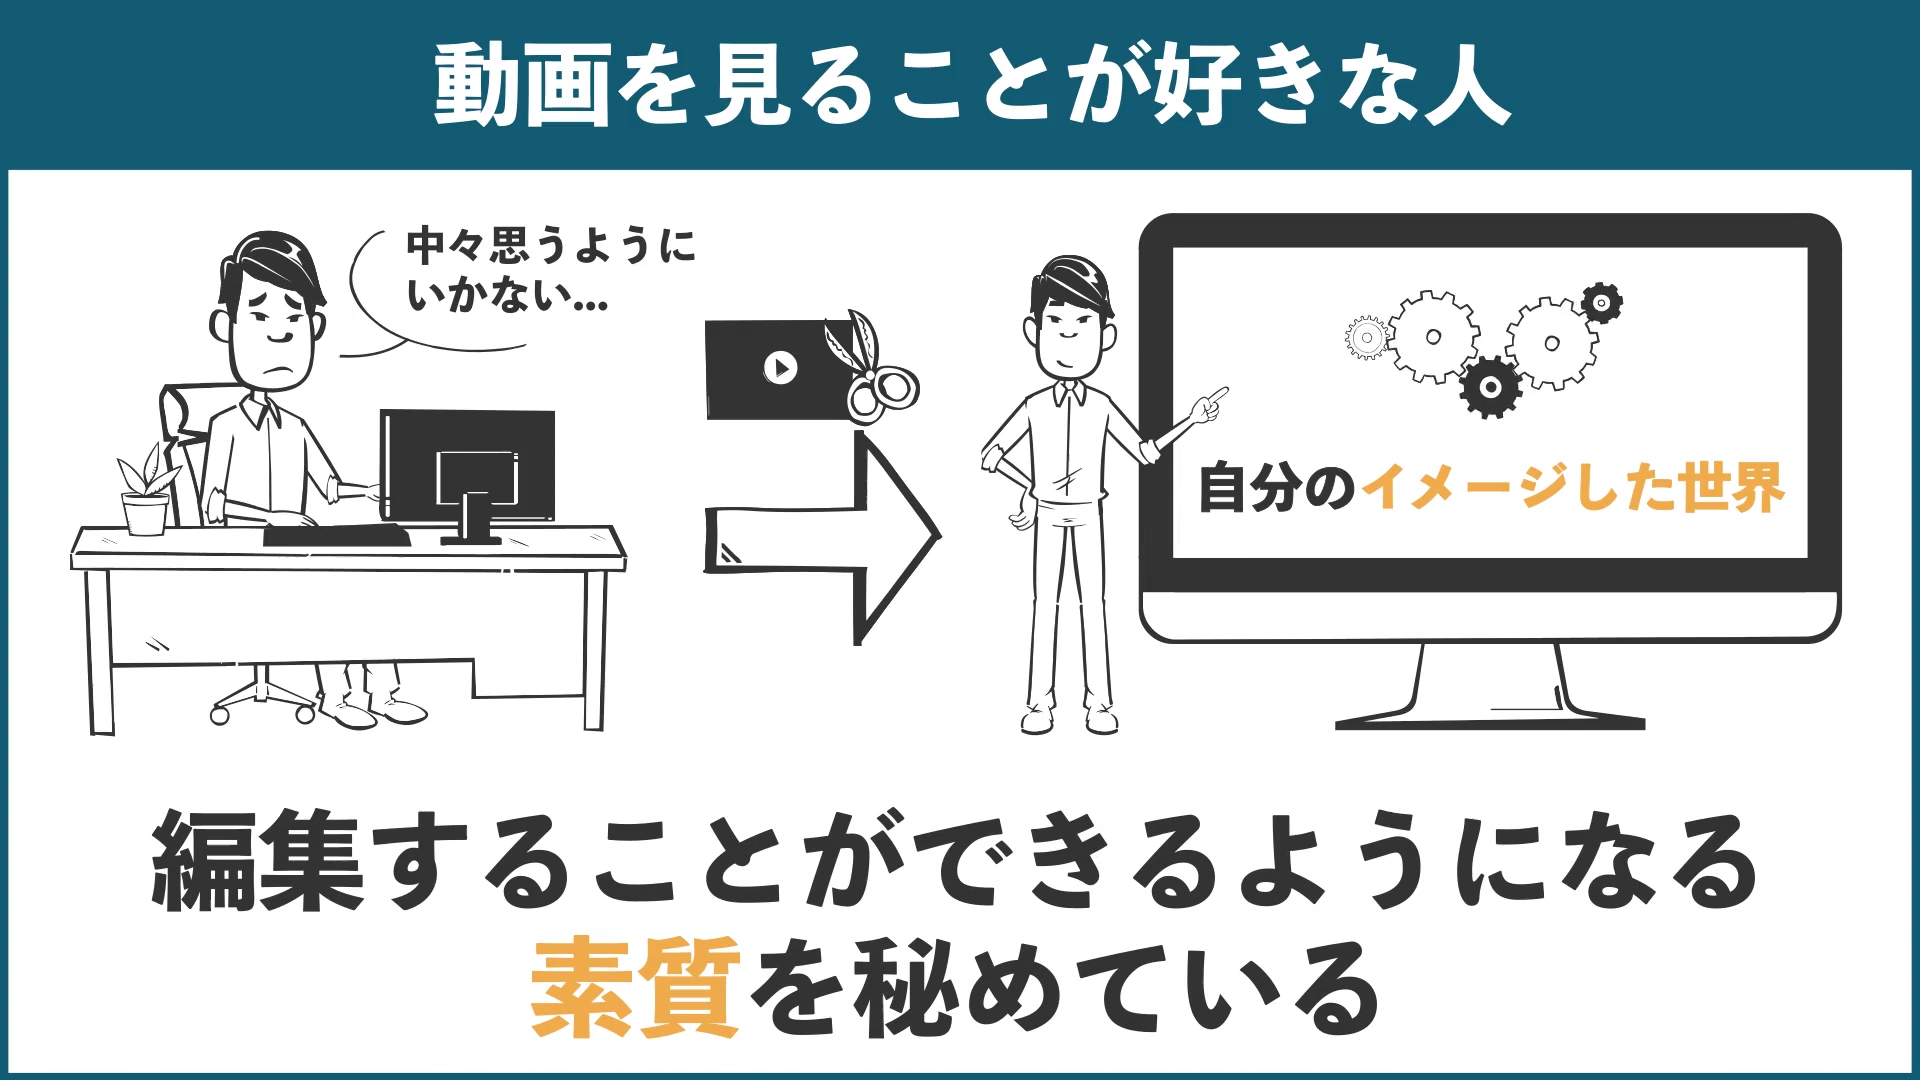 動画を見ることが好きな人
中々思うように
いかない...
自分のイメージした世界
編集することができるようになる
素質を秘めている